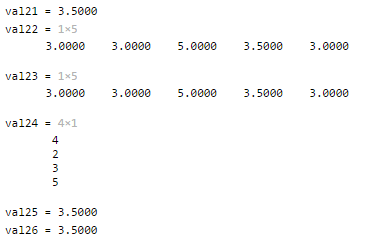 val21 = 3.5000
val22 = 1×5
3.0000 3.0000 5.0000 3.5000 3.0000
val23 = 1×5
3.0000 3.0000 5.0000 3.5000 3.0000
val24 = 4×1
4
2
3
5
val25 = 3.5000
val26 = 3.5000